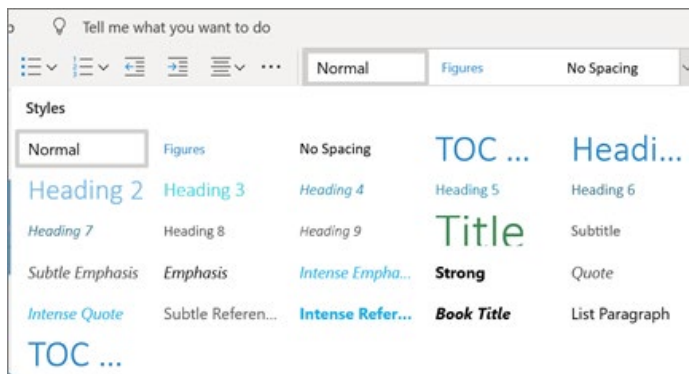 Tell me what you want to do
Normal Figures No Spacing
Styles
Normal Figures No Spacing TOC ... Headi...
Heading 2 Heading 3 Heading 4 Heading 5 Heading 6
Heading 7 Heading 8 Heading 9 Title Subtitle
Subtle Emphasis Emphasis Intense Empha... Strong Quote
Intense Quote Subtle Referen... Intense Refer... Book Title List Paragraph
TOC ...